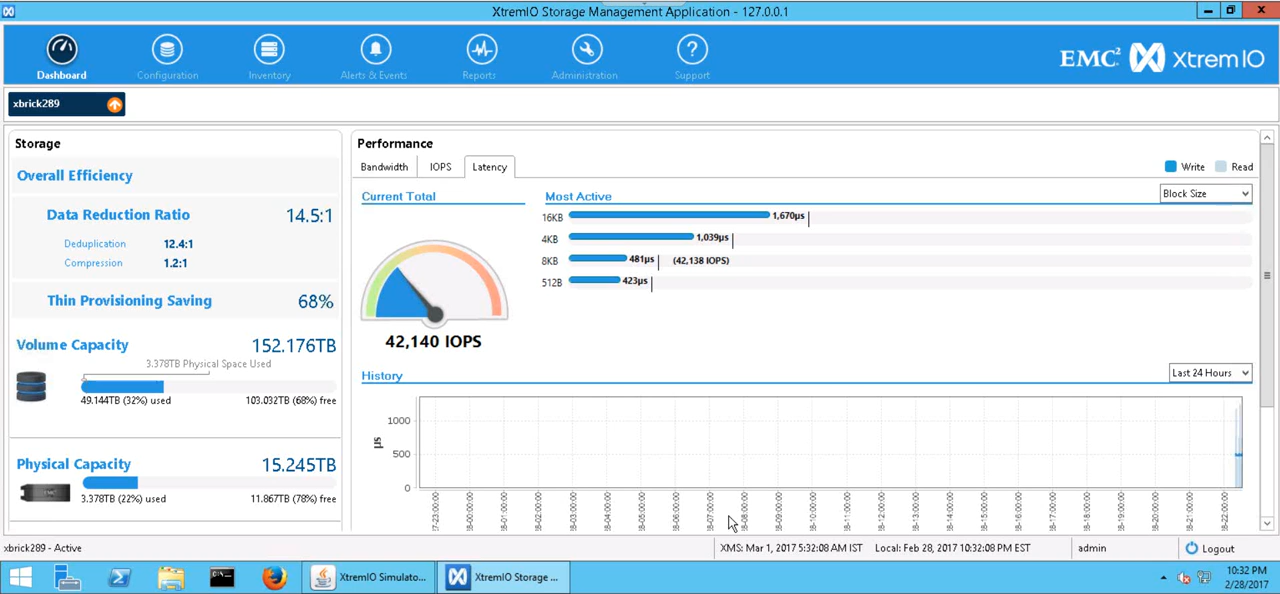 XtremIO Storage Management Application - 127.0.0.1
Dashboard
Configuration
Inventory
Alerts & Events
Reports
Administration
Support
EMC² XtremIO
xbrick289
Storage
Overall Efficiency
Data Reduction Ratio 14.5:1
Deduplication 12.4:1
Compression 1.2:1
Thin Provisioning Saving 68%
Volume Capacity 152.176TB
3.378TB Physical Space Used
49.144TB (32%) used 103.032TB (68%) free
Physical Capacity 15.245TB
3.378TB (22%) used 11.867TB (78%) free
Performance
Bandwidth IOPS Latency
Write Read
Current Total
42,140 IOPS
Most Active
Block Size
16KB 1,670µs
4KB 1,039µs
8KB 481µs (42,138 IOPS)
512B 423µs
History
Last 24 Hours
µs
1000
500
0
xbrick289 - Active
XMS: Mar 1, 2017 5:32:08 AM IST Local: Feb 28, 2017 10:32:08 PM EST
admin
Logout
XtremIO Simulato...
XtremIO Storage ...
10:32 PM
2/28/2017